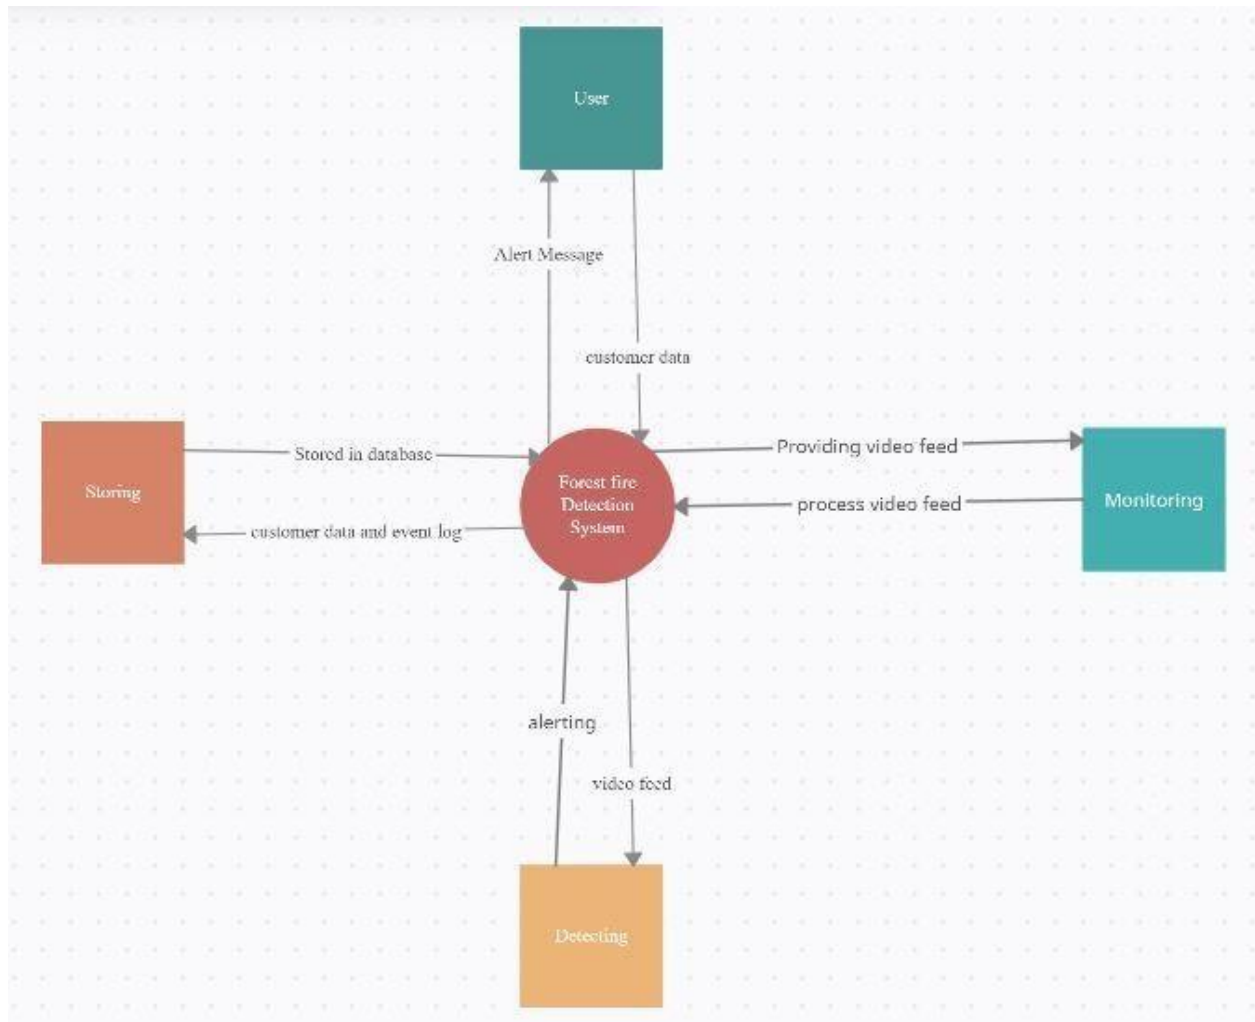 User
Alert Message
customer data
Stored in database
Providing video feed
Storing
Forest fire
Detection
System
process video feed
Monitoring
customer data and event log
alerting
video feed
Detecting